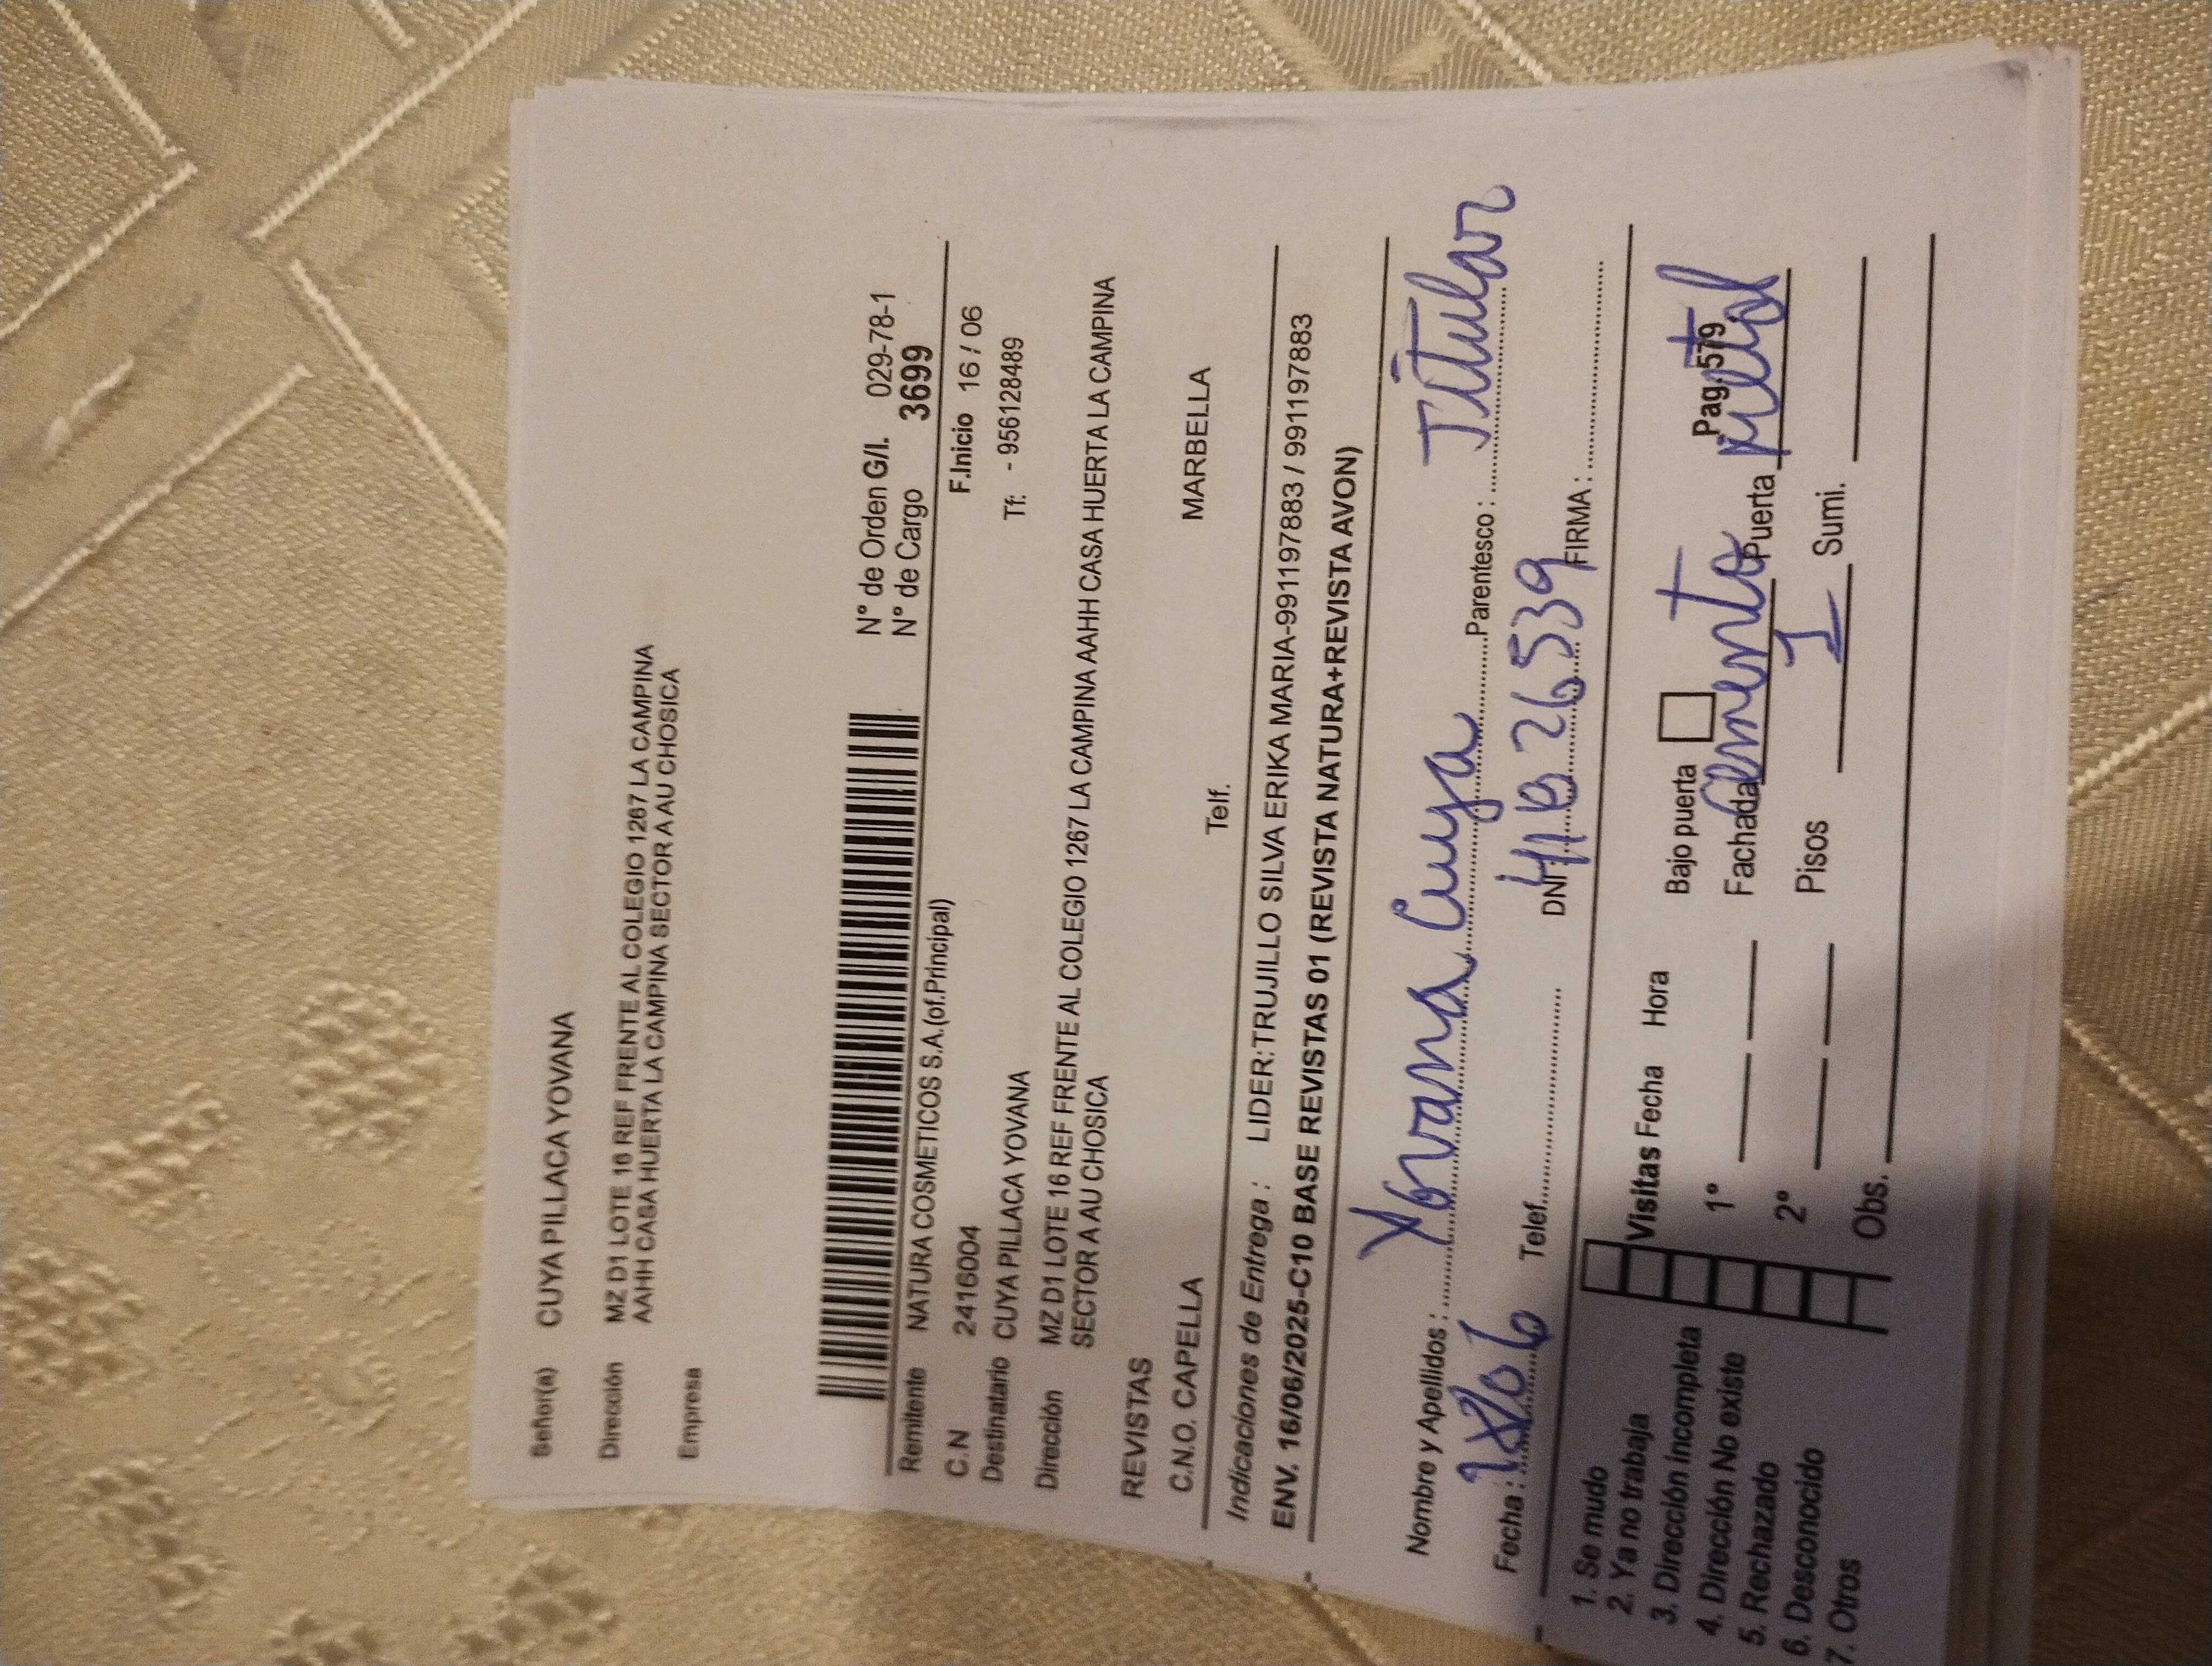 Señor(a) CUYA PILLACA YOVANA
Dirección MZ D1 LOTE 16 REF FRENTE AL COLEGIO 1267 LA CAMPINA
AAHH CASA HUERTA LA CAMPINA SECTOR A AU CHOSICA
Empresa
N° de Orden G/I. 029-78-1
N° de Cargo 3699
Remitente NATURA COSMETICOS S.A.(of.Principal)
F.Inicio 16 / 06
C.N 2416004
Destinatario CUYA PILLACA YOVANA
Tf: - 956128489
Dirección MZ D1 LOTE 16 REF FRENTE AL COLEGIO 1267 LA CAMPINA AAHH CASA HUERTA LA CAMPINA
SECTOR A AU CHOSICA
REVISTAS
C.N.O. CAPELLA Telf. MARBELLA
Indicaciones de Entrega : LIDER:TRUJILLO SILVA ERIKA MARIA-991197883 / 991197883
ENV. 16/06/2025-C10 BASE REVISTAS 01 (REVISTA NATURA+REVISTA AVON)
Nombre y Apellidos : Yovana Cuya Parentesco : Titular
Fecha : Telef. DNI : FIRMA :
1. Se mudo
2. Ya no trabaja
3. Dirección incompleta
4. Dirección No existe
5. Rechazado
6. Desconocido
7. Otros
Visitas Fecha Hora Bajo puerta Pag. 579
1° Fachada Cemento Puerta Metal
2° Pisos 1 Sumi.
Obs.